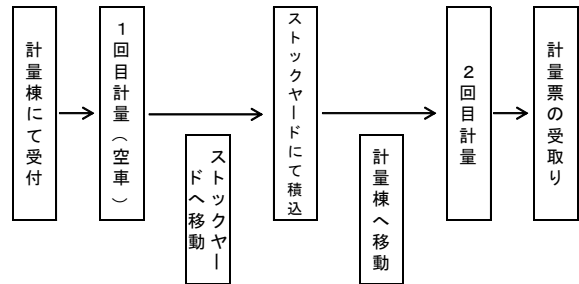 計量棟にて受付
１回目計量（空車）
ストックヤー
ドへ移動
ストックヤードにて積込
計量棟へ移動
２回目計量
計量票の受取り